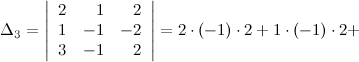 Δ₃ = | 2 1 2 |
| 1 −1 −2 |
| 3 −1 2 | = 2 · (−1) · 2 + 1 · (−1) · 2+